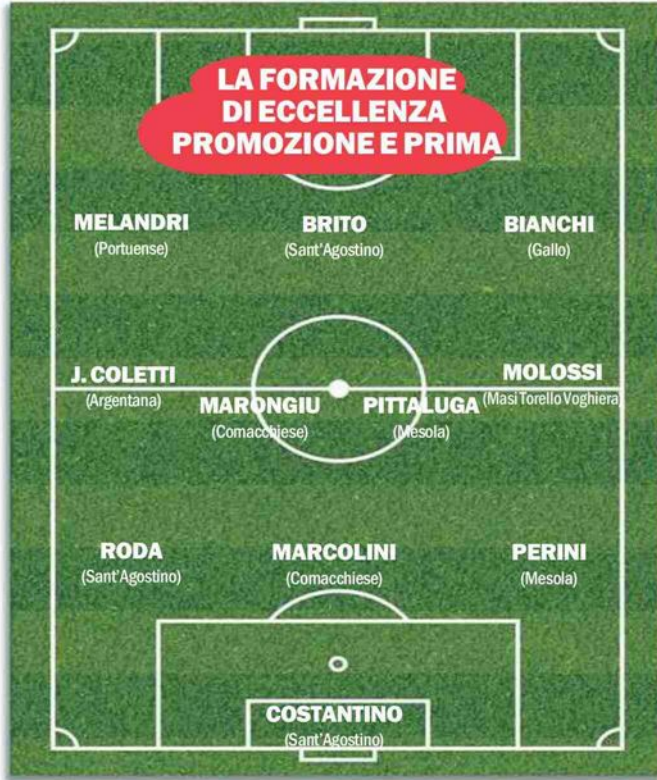 LA FORMAZIONE
DI ECCELLENZA
PROMOZIONE E PRIMA
MELANDRI
(Portuense)
BRITO
(Sant'Agostino)
BIANCHI
(Gallo)
J. COLETTI
(Argentana)
MARONGIU
(Comacchiese)
PITTALUGA
(Mesola)
MOLOSSI
(Masi Torello Voghiera)
RODA
(Sant'Agostino)
MARCOLINI
(Comacchiese)
PERINI
(Mesola)
COSTANTINO
(Sant'Agostino)